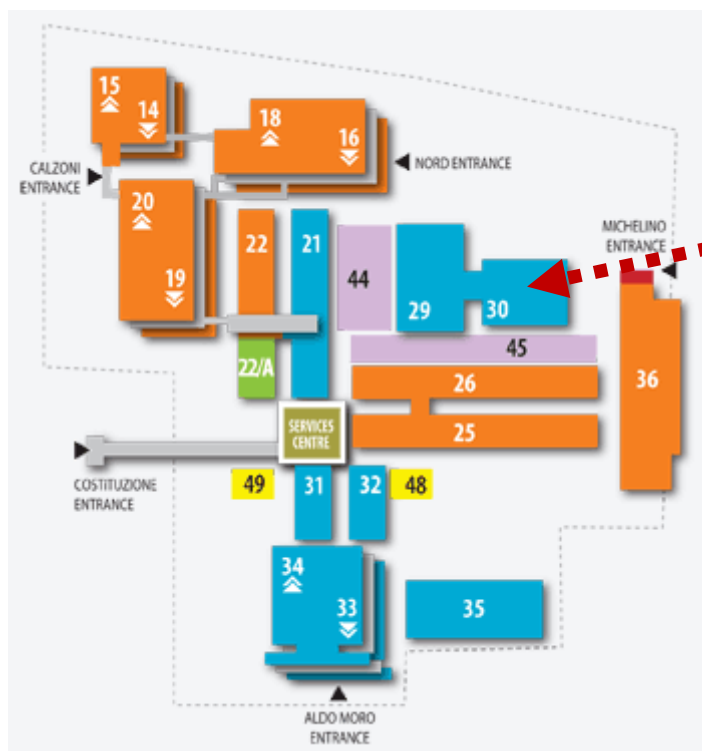 15
14
18
16
CALZONI
ENTRANCE
NORD ENTRANCE
20
19
22
21
44
29
30
MICHELINO
ENTRANCE
45
22/A
26
36
25
SERVICES
CENTRE
COSTITUZIONE
ENTRANCE
49
31
32
48
34
33
35
ALDO MORO
ENTRANCE